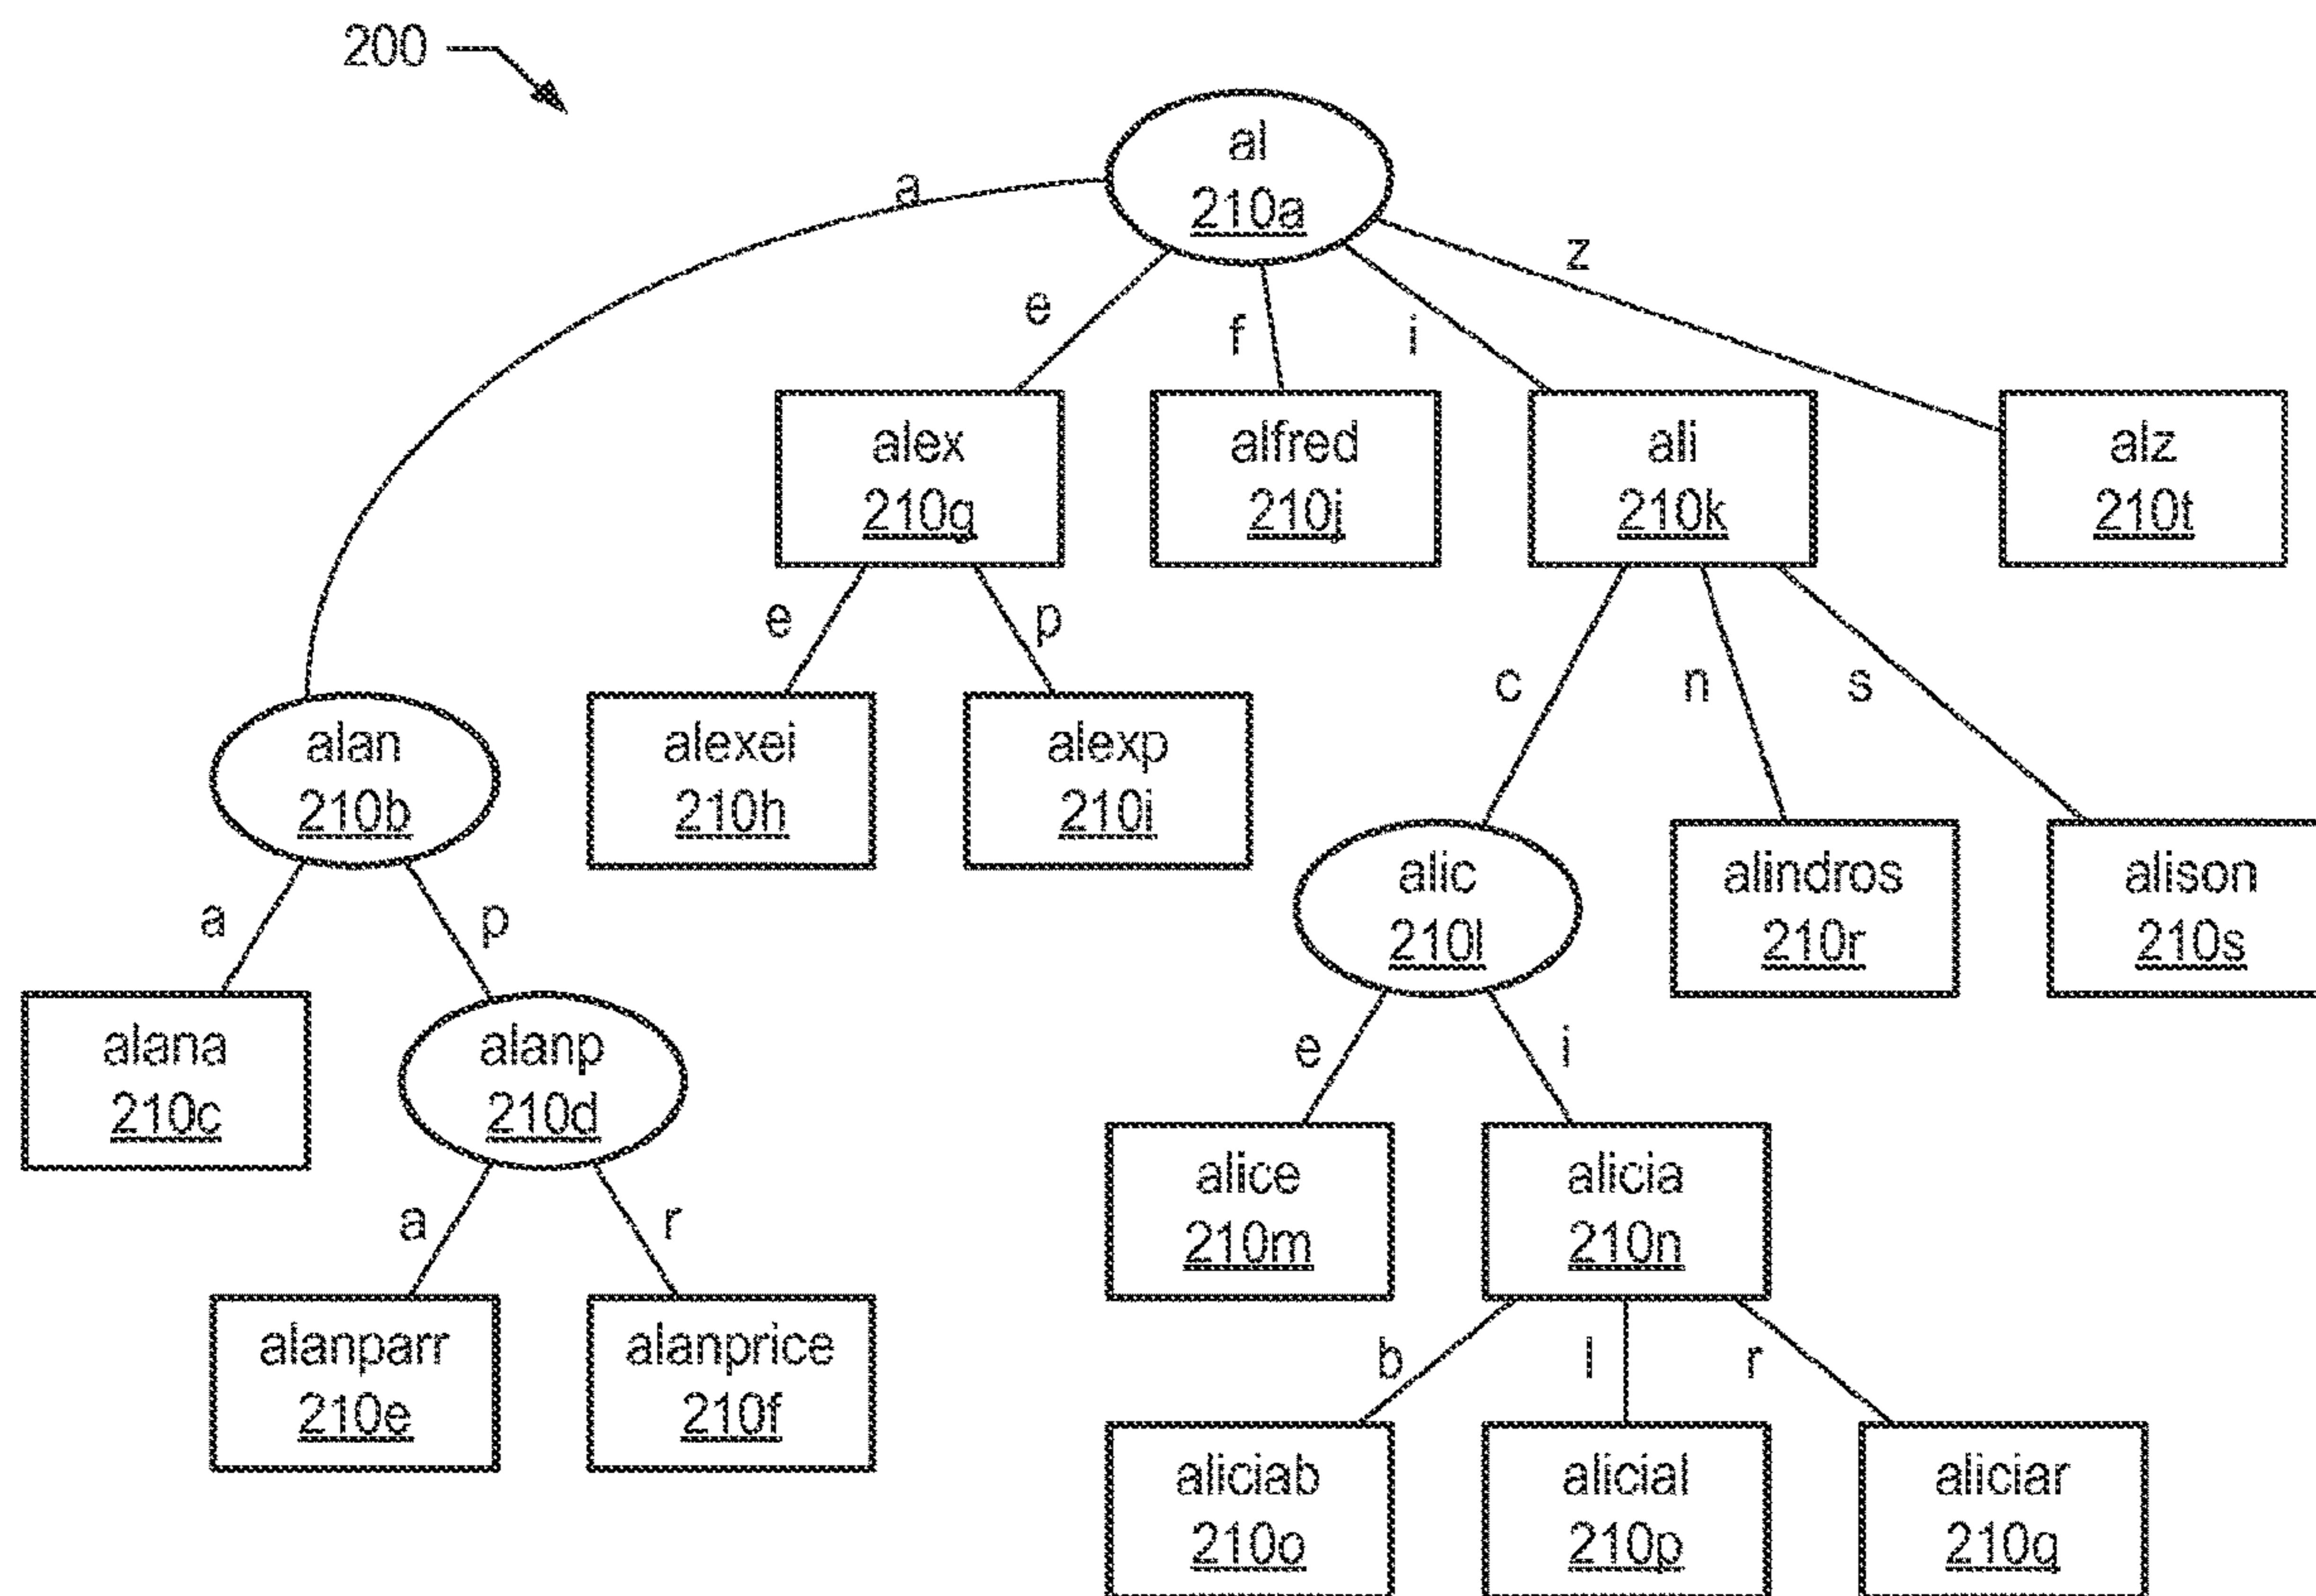 200
al
210a
a
z
e
f
i
alex
210g
alfred
210j
ali
210k
alz
210t
e
p
c
n
s
alan
210b
alexei
210h
alexp
210i
alic
210l
alindros
210r
alison
210s
a
p
alana
210c
alanp
210d
e
i
alice
210m
alicia
210n
a
r
alanparr
210e
alanprice
210f
b
l
r
aliciab
210o
alicial
210p
aliciar
210q